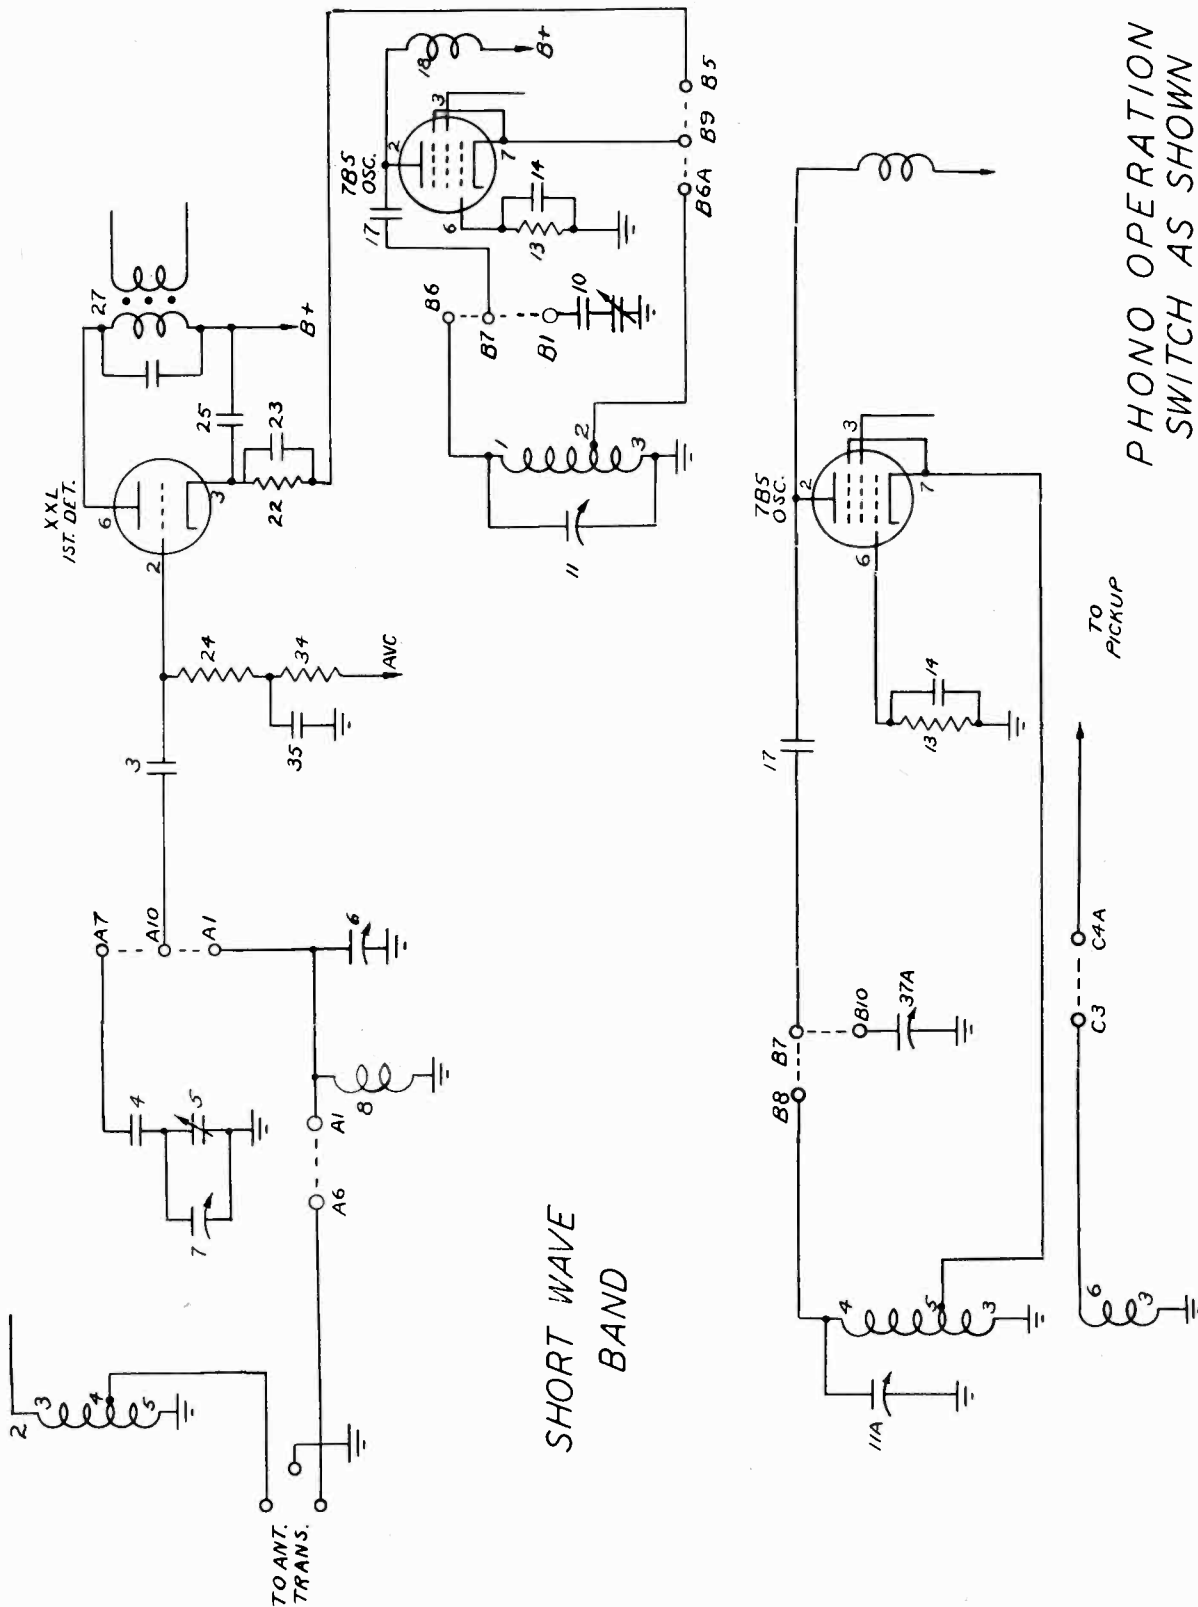 TO ANT.
TRANS.
2
3
4
5
7
4
5
A7
A10
A1
6
A6
A1
8
3
24
34
35
AVC
XXL
1ST. DET.
2
6
3
25
23
22
27
B+
SHORT WAVE
BAND
11
1
2
3
B6
B7
B1
10
17
7B5
OSC.
2
3
6
7
13
14
18
B+
B6A
B9
B5
11A
4
5
3
B8
B7
B10
37A
17
7B5
OSC.
2
3
6
7
13
14
6
3
C3
C4A
TO
PICKUP
PHONO OPERATION
SWITCH AS SHOWN